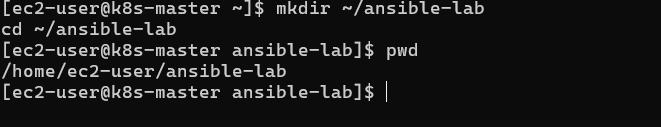 [ec2-user@k8s-master ~]$ mkdir ~/ansible-lab
cd ~/ansible-lab
[ec2-user@k8s-master ansible-lab]$ pwd
/home/ec2-user/ansible-lab
[ec2-user@k8s-master ansible-lab]$